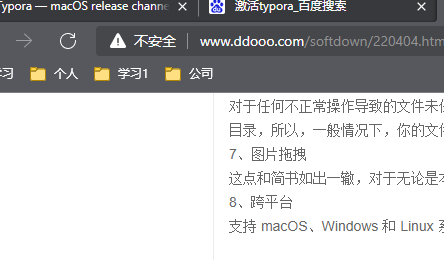 Typora — macOS release channe
激活typora_百度搜索
不安全 www.ddooo.com/softdown/220404.htm
学习 个人 学习1 公司
对于任何不正常操作导致的文件未保
目录，所以，一般情况下，你的文件
7、图片拖拽
这点和简书如出一辙，对于无论是本
8、跨平台
支持 macOS、Windows 和 Linux 系